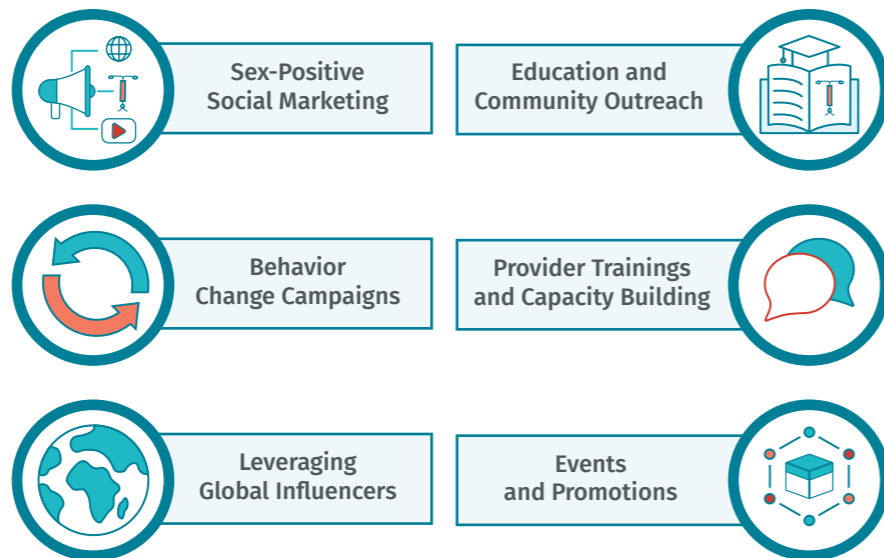 Sex-Positive
Social Marketing
Education and
Community Outreach
Behavior
Change Campaigns
Provider Trainings
and Capacity Building
Leveraging
Global Influencers
Events
and Promotions